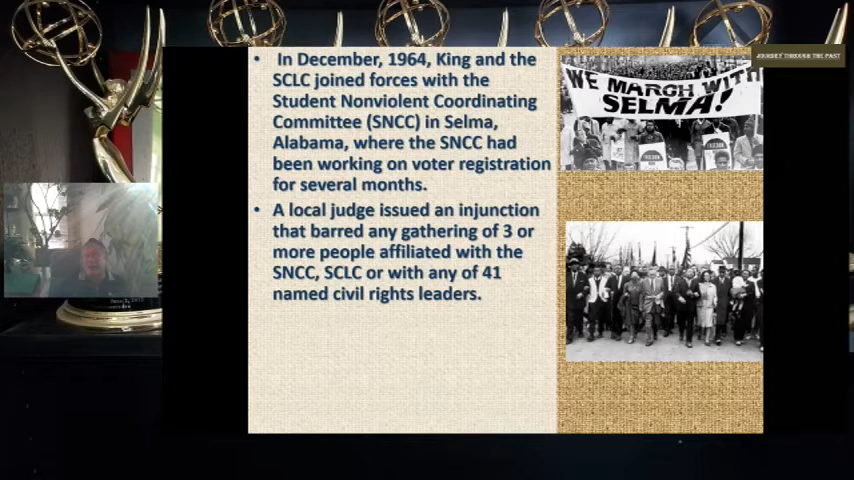 JOURNEY THROUGH THE PAST
• In December, 1964, King and the
SCLC joined forces with the
Student Nonviolent Coordinating
Committee (SNCC) in Selma,
Alabama, where the SNCC had
been working on voter registration
for several months.
• A local judge issued an injunction
that barred any gathering of 3 or
more people affiliated with the
SNCC, SCLC or with any of 41
named civil rights leaders.
WE MARCH WITH
SELMA!